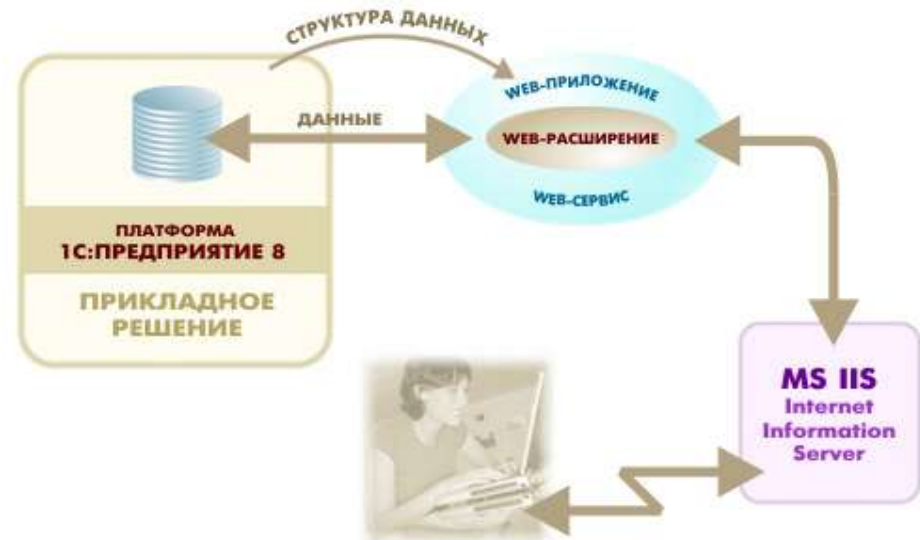 СТРУКТУРА ДАННЫХ
WEB-ПРИЛОЖЕНИЕ
ДАННЫЕ
WEB-РАСШИРЕНИЕ
WEB-СЕРВИС
ПЛАТФОРМА
1С:ПРЕДПРИЯТИЕ 8
ПРИКЛАДНОЕ
РЕШЕНИЕ
MS IIS
Internet
Information
Server